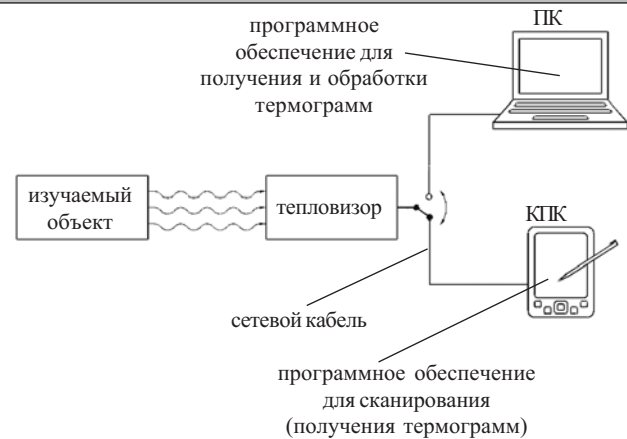 программное
обеспечение для
получения и обработки
термограмм
ПК
изучаемый
объект
тепловизор
КПК
сетевой кабель
программное обеспечение
для сканирования
(получения термограмм)